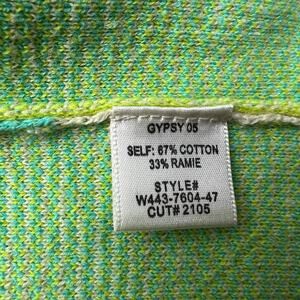 GYPSY 05
SELF: 67% COTTON
33% RAMIE
STYLE#
W443-7604-47
CUT# 2105